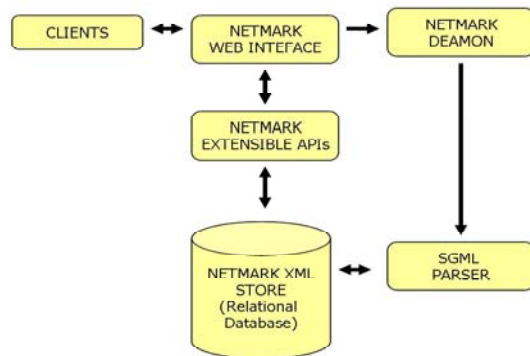 CLIENTS
NETMARK
WEB INTEFACE
NETMARK
DEAMON
NETMARK
EXTENSIBLE APIs
NETMARK XML
STORE
(Relational
Database)
SGML
PARSER